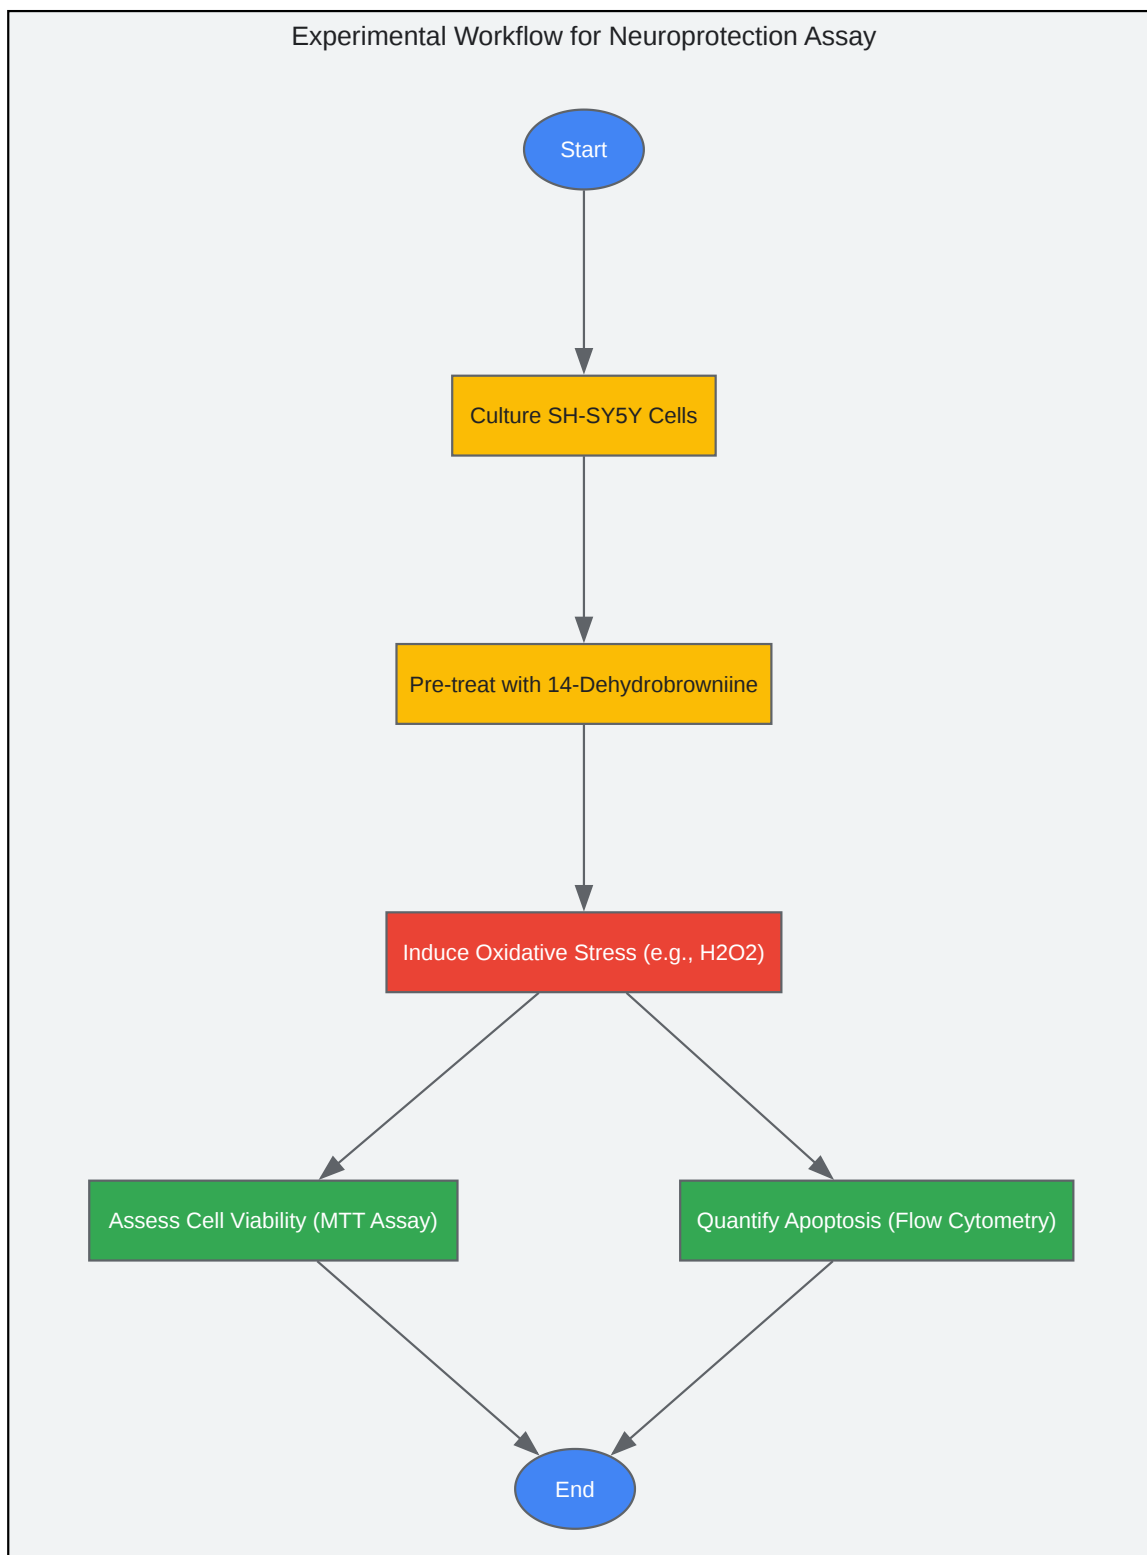 Experimental Workflow for Neuroprotection Assay
Start
Culture SH-SY5Y Cells
Pre-treat with 14-Dehydrobrowniine
Induce Oxidative Stress (e.g., H2O2)
Assess Cell Viability (MTT Assay)
Quantify Apoptosis (Flow Cytometry)
End